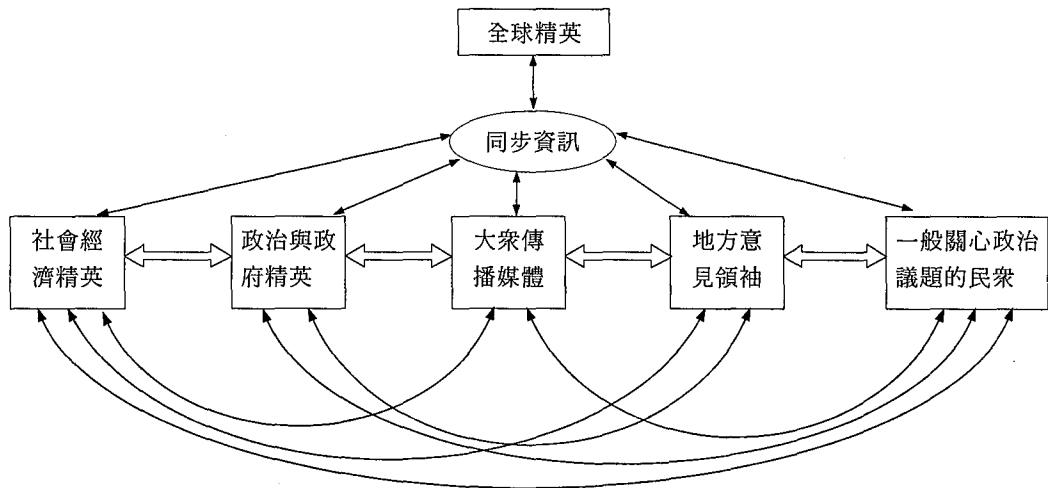 全球精英
同步資訊
社會經
濟精英
政治與政
府精英
大衆傳
播媒體
地方意
見領袖
一般關心政治
議題的民衆